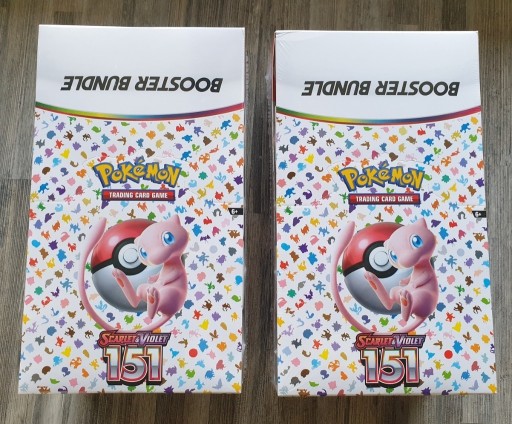 BOOSTER BUNDLE
POKÉMON
TRADING CARD GAME
6+
SCARLET & VIOLET
151
BOOSTER BUNDLE
POKÉMON
TRADING CARD GAME
6+
SCARLET & VIOLET
151